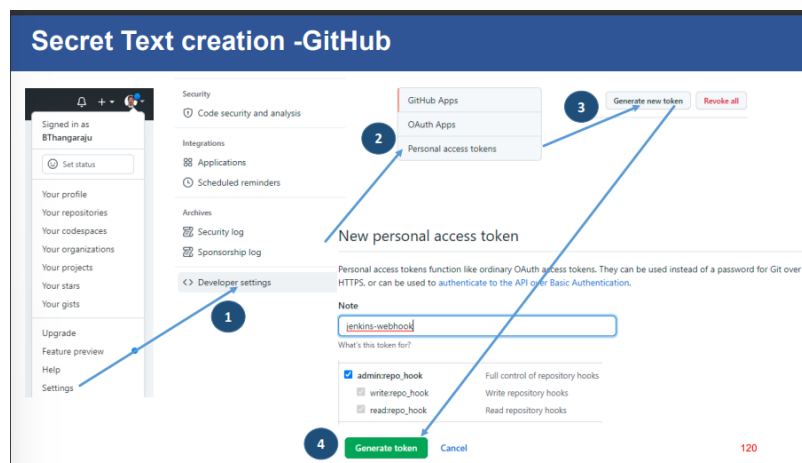 Secret Text creation -GitHub
Signed in as
BThangaraju
Set status
Your profile
Your repositories
Your codespaces
Your organizations
Your projects
Your stars
Your gists
Upgrade
Feature preview
Help
Settings
Security
Code security and analysis
Integrations
Applications
Scheduled reminders
Archives
Security log
Sponsorship log
<> Developer settings
1
2
GitHub Apps
OAuth Apps
Personal access tokens
3
Generate new token
Revoke all
New personal access token
Personal access tokens function like ordinary OAuth access tokens. They can be used instead of a password for Git over
HTTPS, or can be used to authenticate to the API over Basic Authentication.
Note
jenkins-webhook
What's this token for?
admin:repo_hook Full control of repository hooks
write:repo_hook Write repository hooks
read:repo_hook Read repository hooks
4
Generate token
Cancel
120